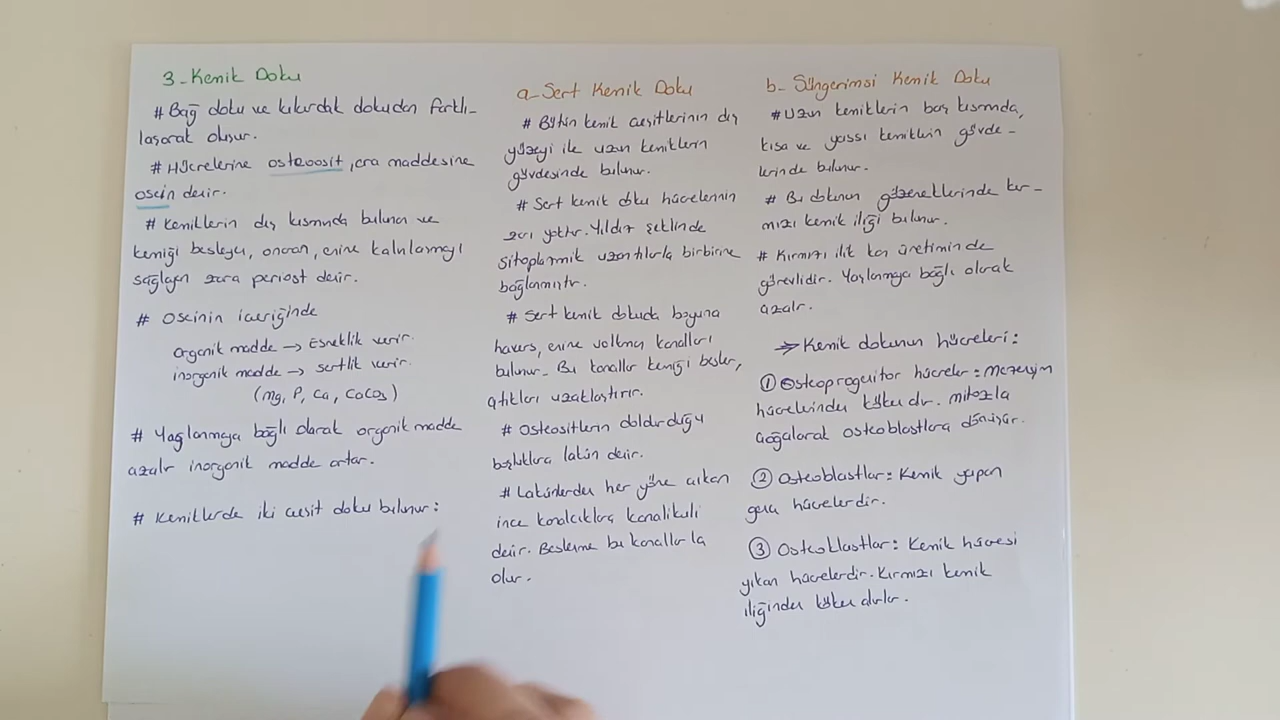 3-Kemik Doku
# Bağ doku ve kıkırdak dokudan farklı-
laşarak oluşur.
# Hücrelerine osteosit, ara maddesine
osein denir.
# Kemiklerin dış kısmında bulunan ve
kemiği besleyen, onaran, enine kalınlaşmayı
sağlayan zara periost denir.
# Oseinin içeriğinde
organik madde → Esneklik verir.
inorganik madde → sertlik verir.
(Mg, P, Ca, CaCO3)
# Yaşlanmaya bağlı olarak organik madde
azalır inorganik madde artar.
# Kemiklerde iki çeşit doku bulunur:
a-Sert Kemik Doku
# Bütün kemik çeşitlerinin dış
yüzeyi ile uzun kemiklerin
gövdesinde bulunur.
# Sert kemik doku hücrelerinin
zarı yoktur. Yıldız şeklinde
sitoplazmik uzantılarla birbirine
bağlanmıştır.
# Sert kemik dokuda boyuna
havers, enine volkman kanalları
bulunur. Bu kanallar kemiği besler,
atıkları uzaklaştırır.
# Osteositlerin doldurduğu
boşluklara lakün denir.
# Lakünlerden her yöne çıkan
ince kanalcıklara kanaliküli
denir. Beslenme bu kanallarla
olur.
b- Süngerimsi Kemik Doku
# Uzun kemiklerin baş kısmında,
kısa ve yassı kemiklerin gövde-
lerinde bulunur.
# Bu dokunun gözeneklerinde kır-
mızı kemik iliği bulunur.
# Kırmızı ilik kan üretiminde
görevlidir. Yaşlanmaya bağlı olarak
azalır.
→ Kemik dokunun hücreleri:
① Osteoprogenitor hücreler: Mezenşim
hücrelerinden köken alır. mitozla
çoğalarak osteoblastlara dönüşür.
② Osteoblastlar: Kemik yapan
genç hücrelerdir.
③ Osteoklastlar: Kemik hücresi
yıkan hücrelerdir. Kırmızı kemik
iliğinden köken alırlar.